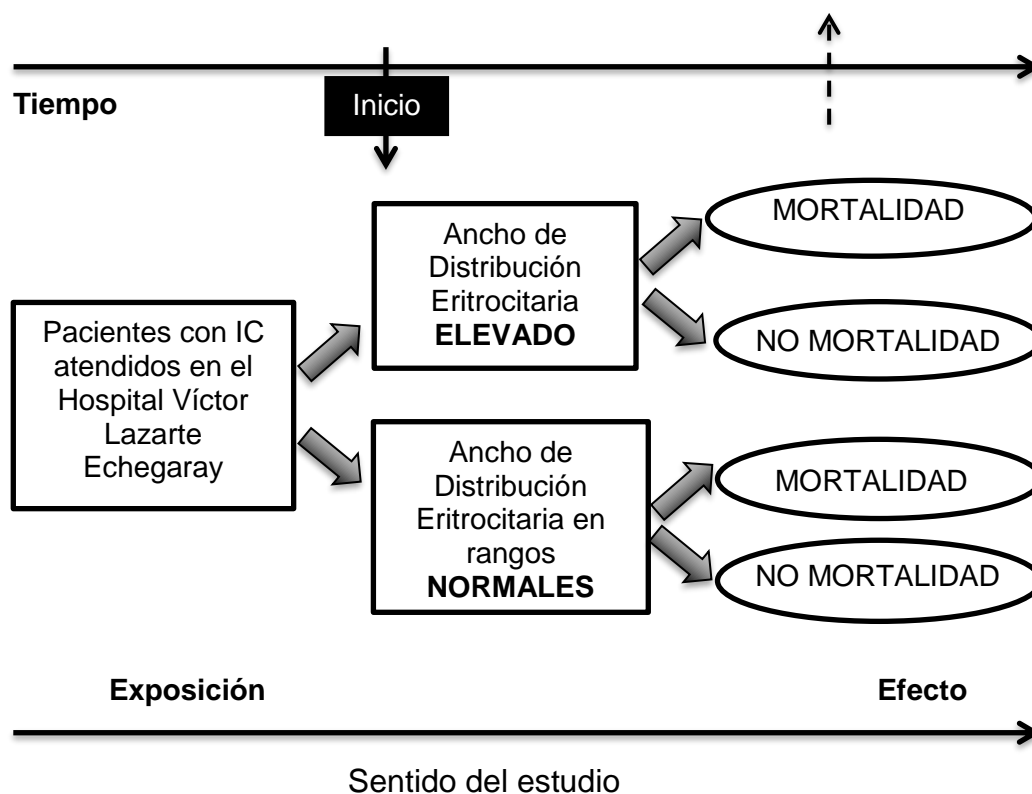 Tiempo
Inicio
Ancho de
Distribución
Eritrocitaria
ELEVADO
MORTALIDAD
NO MORTALIDAD
Pacientes con IC
atendidos en el
Hospital Víctor
Lazarte
Echegaray
Ancho de
Distribución
Eritrocitaria en
rangos
NORMALES
MORTALIDAD
NO MORTALIDAD
Exposición
Efecto
Sentido del estudio